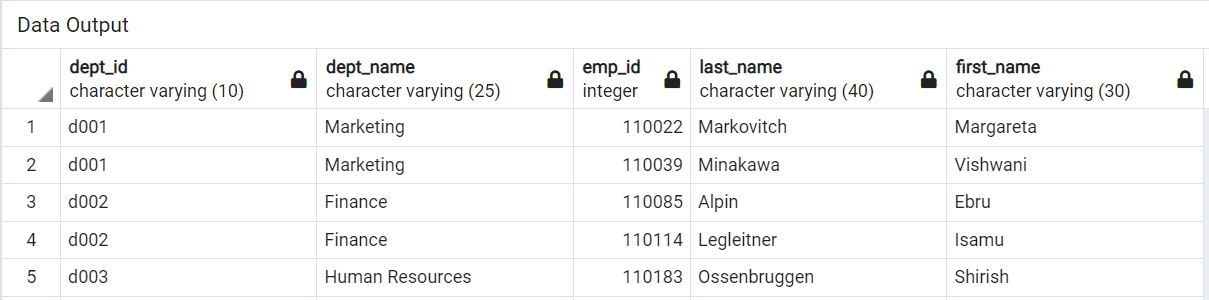 Data Output
dept_id dept_name emp_id last_name first_name
character varying (10) character varying (25) integer character varying (40) character varying (30)
1 d001 Marketing 110022 Markovitch Margareta
2 d001 Marketing 110039 Minakawa Vishwani
3 d002 Finance 110085 Alpin Ebru
4 d002 Finance 110114 Legleitner Isamu
5 d003 Human Resources 110183 Ossenbruggen Shirish